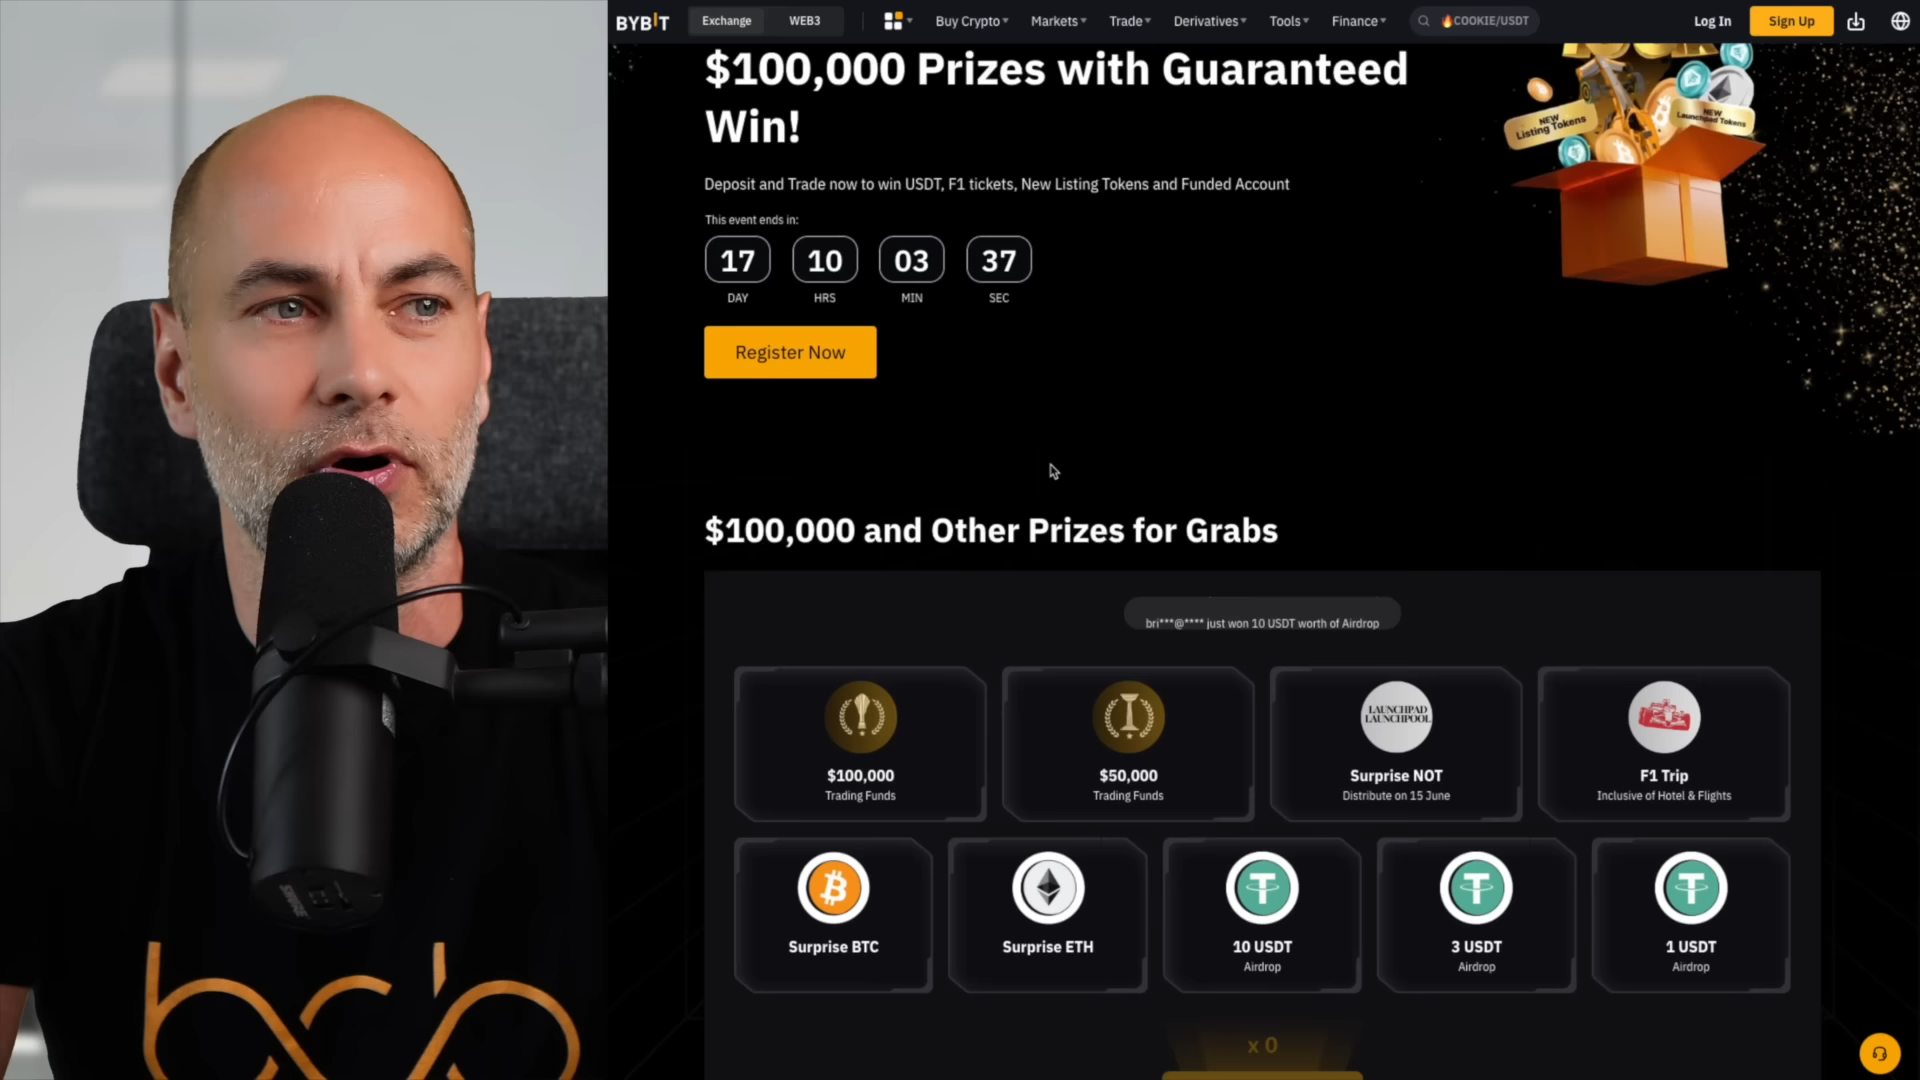 BYBIT
Exchange
WEB3
Buy Crypto
Markets
Trade
Derivatives
Tools
Finance
COOKIE/USDT
Log In
Sign Up
$100,000 Prizes with Guaranteed
Win!
NEW
Listing Tokens
NEW
Launchpad Tokens
Deposit and Trade now to win USDT, F1 tickets, New Listing Tokens and Funded Account
This event ends in:
17
10
03
37
DAY
HRS
MIN
SEC
Register Now
$100,000 and Other Prizes for Grabs
bri***@**** just won 10 USDT worth of Airdrop
LAUNCHPAD
LAUNCHPOOL
$100,000
Trading Funds
$50,000
Trading Funds
Surprise NOT
Distribute on 15 June
F1 Trip
Inclusive of Hotel & Flights
Surprise BTC
Surprise ETH
10 USDT
Airdrop
3 USDT
Airdrop
1 USDT
Airdrop
x 0
SHURE
bcb